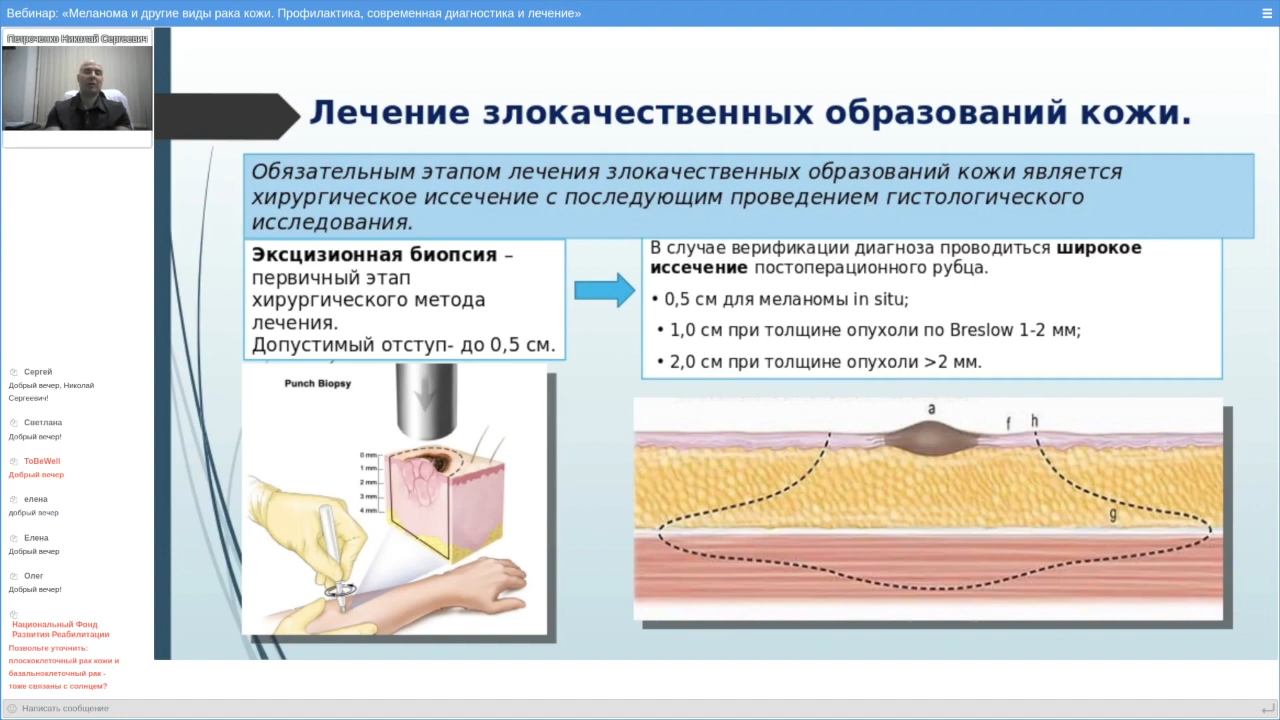 Вебинар: «Меланома и другие виды рака кожи. Профилактика, современная диагностика и лечение»
Петроченко Николай Сергеевич
Лечение злокачественных образований кожи.
Обязательным этапом лечения злокачественных образований кожи является
хирургическое иссечение с последующим проведением гистологического
исследования.
Эксцизионная биопсия –
первичный этап
хирургического метода
лечения.
Допустимый отступ- до 0,5 см.
В случае верификации диагноза проводиться широкое
иссечение постоперационного рубца.
• 0,5 см для меланомы in situ;
• 1,0 см при толщине опухоли по Breslow 1-2 мм;
• 2,0 см при толщине опухоли >2 мм.
Punch Biopsy
0 mm
1 mm
2 mm
3 mm
4 mm
a
f
h
g
Сергей
Добрый вечер, Николай
Сергеевич!
Светлана
Добрый вечер!
ToBeWell
Добрый вечер
елена
добрый вечер
Елена
Добрый вечер
Олег
Добрый вечер!
Национальный Фонд
Развития Реабилитации
Позвольте уточнить:
плоскоклеточный рак кожи и
базальноклеточный рак -
тоже связаны с солнцем?
Написать сообщение